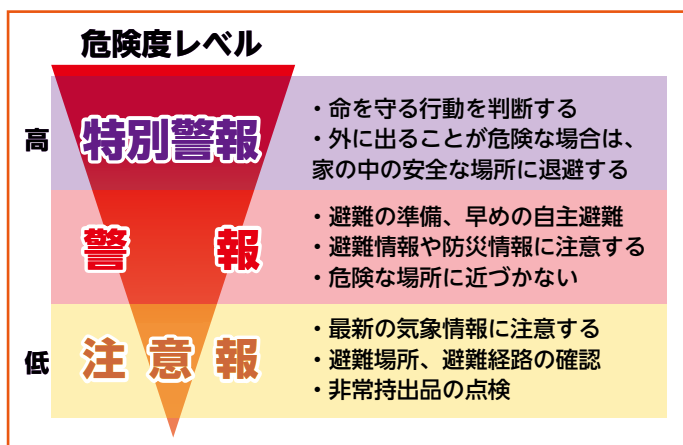 危険度レベル
高
特別警報
・命を守る行動を判断する
・外に出ることが危険な場合は、
家の中の安全な場所に退避する
警報
・避難の準備、早めの自主避難
・避難情報や防災情報に注意する
・危険な場所に近づかない
低
注意報
・最新の気象情報に注意する
・避難場所、避難経路の確認
・非常持出品の点検